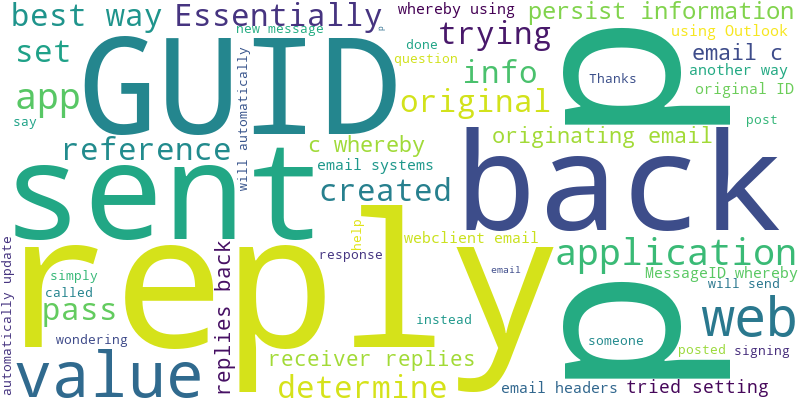 best way
Essentially
whereby using
persist information
new message
p
trying
using Outlook
set
GUID
done
question
p
email c
info
Thanks
another way
app
original
original ID
say
will automatically
post
sent
reference
c whereby
originating email
back
email systems
created
reply
help
webclient email
application
automatically update
replies back
response
simply
email
MessageID whereby
called
p
will send
pass
instead
web
wondering
someone
receiver replies
posted
signing
value
determine
email headers
tried setting